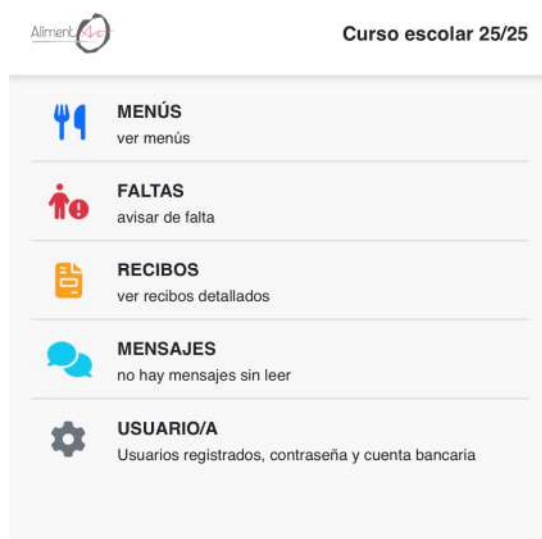 Aliment
Curso escolar 25/25
MENÚS
ver menús
FALTAS
avisar de falta
RECIBOS
ver recibos detallados
MENSAJES
no hay mensajes sin leer
USUARIO/A
Usuarios registrados, contraseña y cuenta bancaria